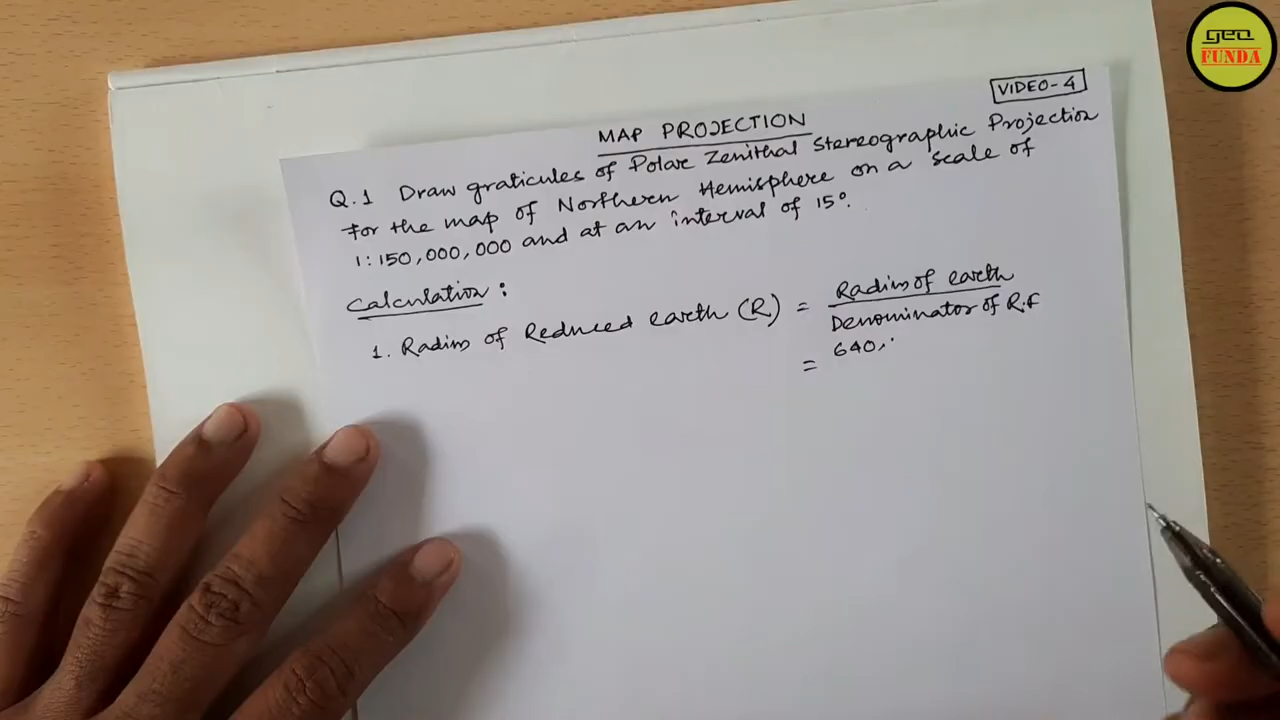 geo
FUNDA
VIDEO-4
MAP PROJECTION
Q.1 Draw graticules of Polar Zenithal Stereographic Projection
for the map of Northern Hemisphere on a scale of
1:150,000,000 and at an interval of 15°.
Calculation:
1. Radius of Reduced earth (R) = Radius of earth
Denominator of R.F
= 640,